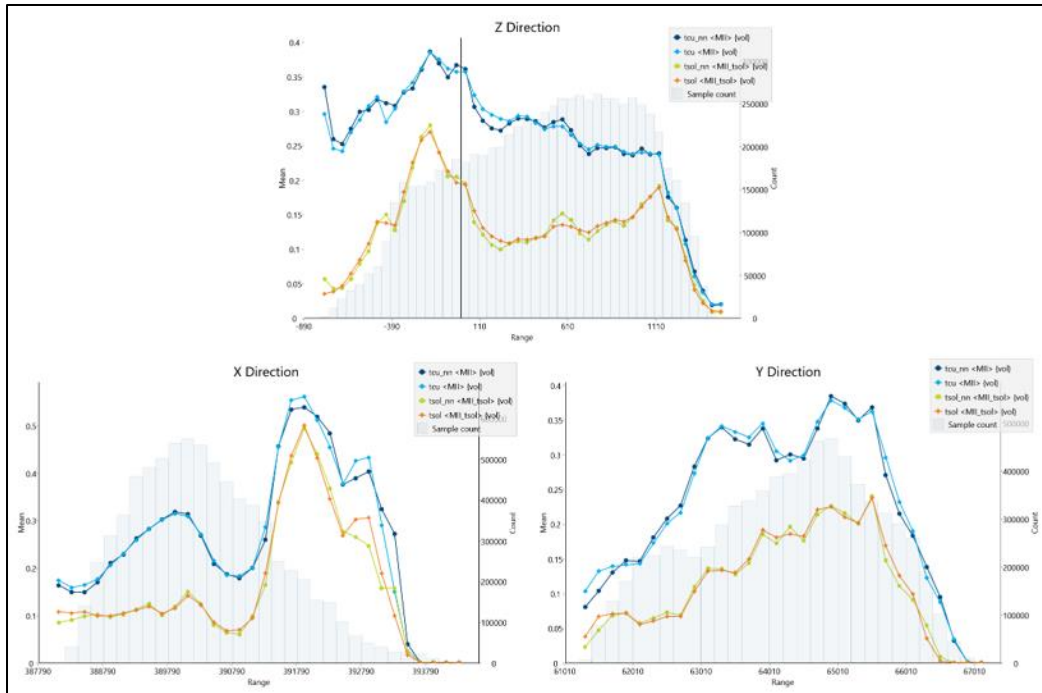 Z Direction
tcu_nn <MII> (vol)
tcu <MII> (vol)
tsol_nn <MII_tsol> (vol)
tsol <MII_tsol> (vol)
Sample count
0.4
0.35
0.3
0.25
0.2
0.15
0.1
0.05
0
Mean
250000
200000
150000
100000
50000
0
Count
-890
-390
110
610
1110
Range
X Direction
tcu_nn <MII> (vol)
tcu <MII> (vol)
tsol_nn <MII_tsol> (vol)
tsol <MII_tsol> (vol)
Sample count
0.5
0.4
0.3
0.2
0.1
0
Mean
500000
400000
300000
200000
100000
0
Count
387790
388790
389790
390790
391790
392790
393790
Range
Y Direction
tcu_nn <MII> (vol)
tcu <MII> (vol)
tsol_nn <MII_tsol> (vol)
tsol <MII_tsol> (vol)
Sample count
500000
0.4
0.35
0.3
0.25
0.2
0.15
0.1
0.05
0
Mean
400000
300000
200000
100000
0
Count
61010
62010
63010
64010
65010
66010
67010
Range